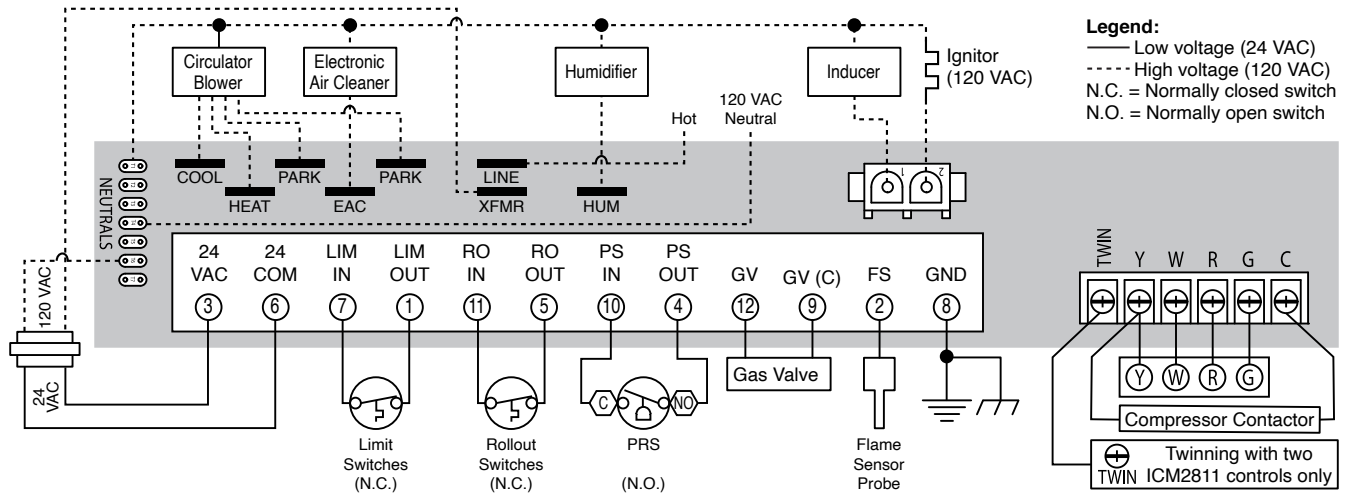 Legend:
Low voltage (24 VAC)
High voltage (120 VAC)
N.C. = Normally closed switch
N.O. = Normally open switch
Circulator
Blower
Electronic
Air Cleaner
Humidifier
Inducer
Ignitor
(120 VAC)
120 VAC
Neutral
Hot
NEUTRALS
COOL
PARK
PARK
LINE
HEAT
EAC
XFMR
HUM
1
2
24
VAC
3
24
COM
6
LIM
IN
7
LIM
OUT
1
RO
IN
11
RO
OUT
5
PS
IN
10
PS
OUT
4
GV
12
GV (C)
9
FS
2
GND
8
TWIN
Y
W
R
G
C
120 VAC
24
VAC
Limit
Switches
(N.C.)
Rollout
Switches
(N.C.)
C
NO
PRS
(N.O.)
Gas Valve
Flame
Sensor
Probe
Y
W
R
G
Compressor Contactor
TWIN
Twinning with two
ICM2811 controls only